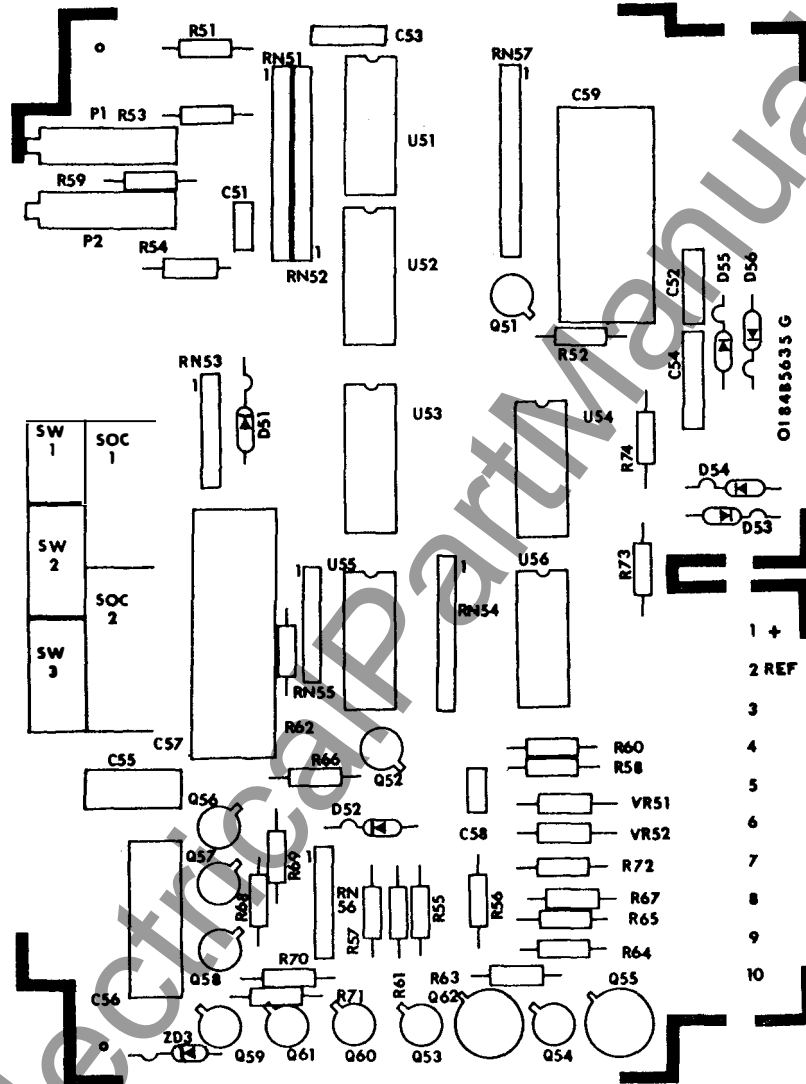 R51
C53
RN51
1
RN57
1
C59
P1 R53
U51
R59
C51
P2
R54
1
RN52
U52
Q51
R52
C52
D55
D56
C54
0184B5635 G
RN53
1
D51
U53
U54
R74
SW
1
SOC
1
D54
D53
SW
2
U55
1
1
U56
R73
SOC
2
RN54
1 +
SW
3
2 REF
RN55
R62
3
C57
R60
4
C55
R66
Q52
R58
5
Q56
D52
C58
VR51
6
VR52
Q57
R69
1
R72
7
R68
RN
56
R57
R55
R56
R67
8
R65
Q58
R64
9
R70
R61
R63
10
C56
R71
Q62
Q55
ZD3
Q59
Q61
Q60
Q53
Q54
ElectricalPartManua